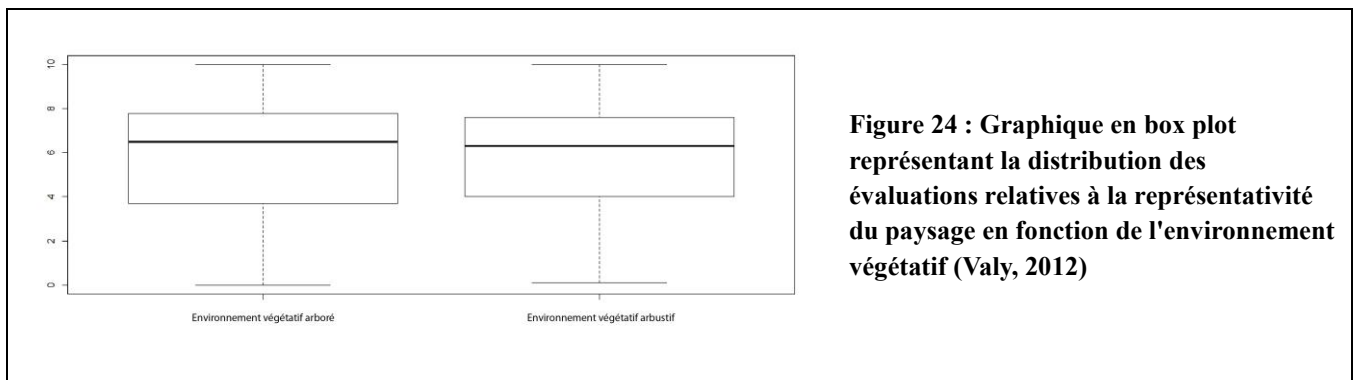 10
8
6
4
2
0
Environnement végétatif arboré
Environnement végétatif arbustif
Figure 24 : Graphique en box plot
représentant la distribution des
évaluations relatives à la représentativité
du paysage en fonction de l'environnement
végétatif (Valy, 2012)